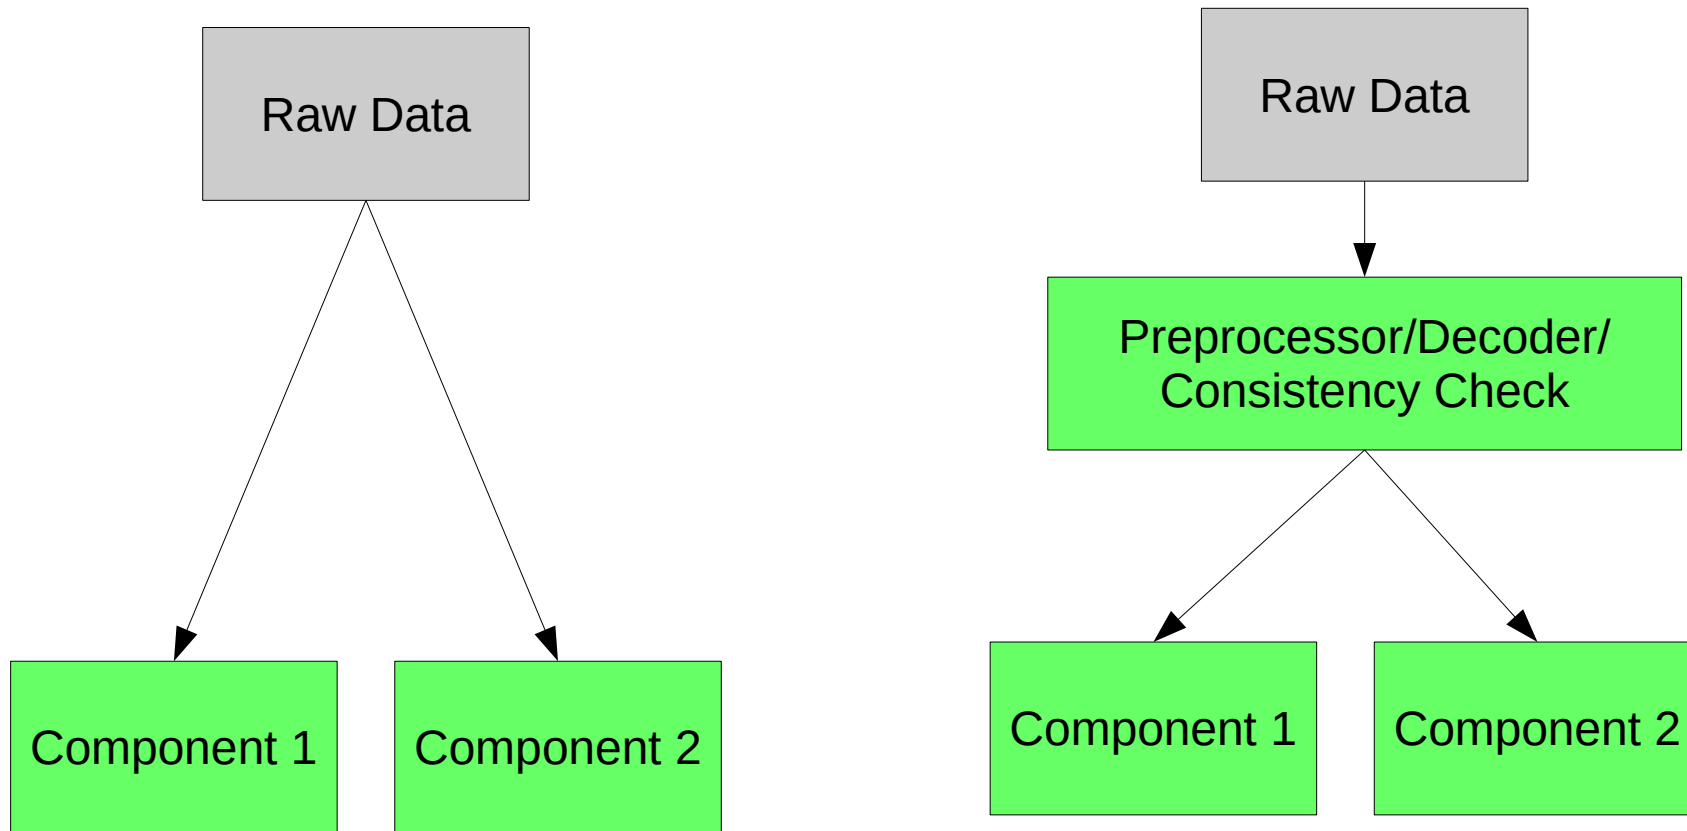 Raw Data
Component 1
Component 2
Raw Data
Preprocessor/Decoder/
Consistency Check
Component 1
Component 2